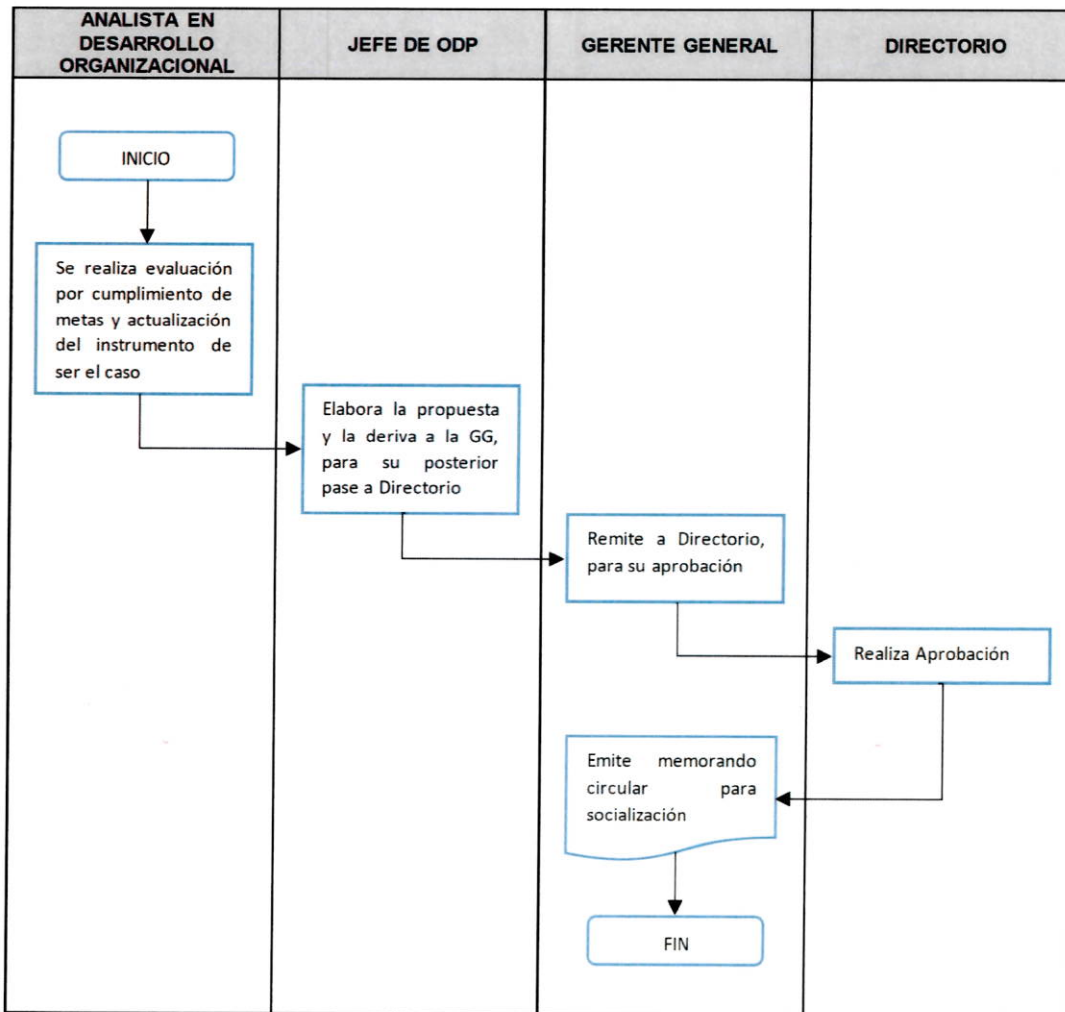 ANALISTA EN
DESARROLLO
ORGANIZACIONAL
JEFE DE ODP
GERENTE GENERAL
DIRECTORIO
INICIO
Se realiza evaluación
por cumplimiento de
metas y actualización
del instrumento de
ser el caso
Elabora la propuesta
y la deriva a la GG,
para su posterior
pase a Directorio
Remite a Directorio,
para su aprobación
Realiza Aprobación
Emite memorando
circular para
socialización
FIN